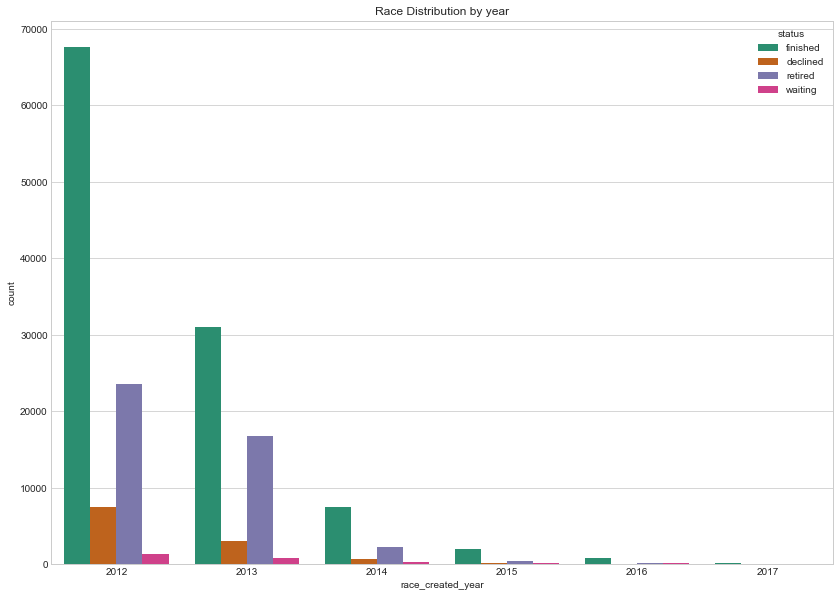 Race Distribution by year
status
finished
declined
retired
waiting
70000
60000
50000
40000
30000
20000
10000
0
count
2012 2013 2014 2015 2016 2017
race_created_year